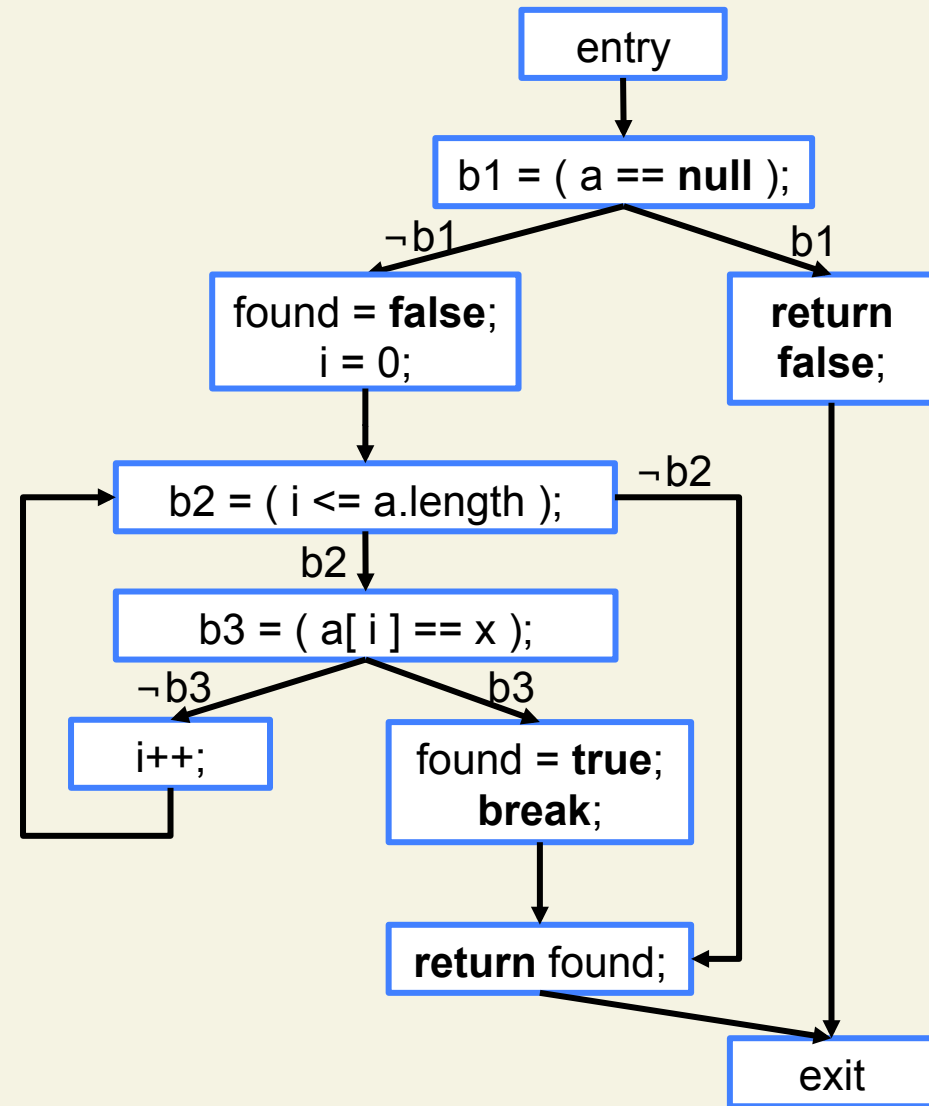 entry
b1 = ( a == null );
¬b1
b1
found = false;
i = 0;
return
false;
b2 = ( i <= a.length );
¬b2
b2
b3 = ( a[ i ] == x );
¬b3
b3
i++;
found = true;
break;
return found;
exit